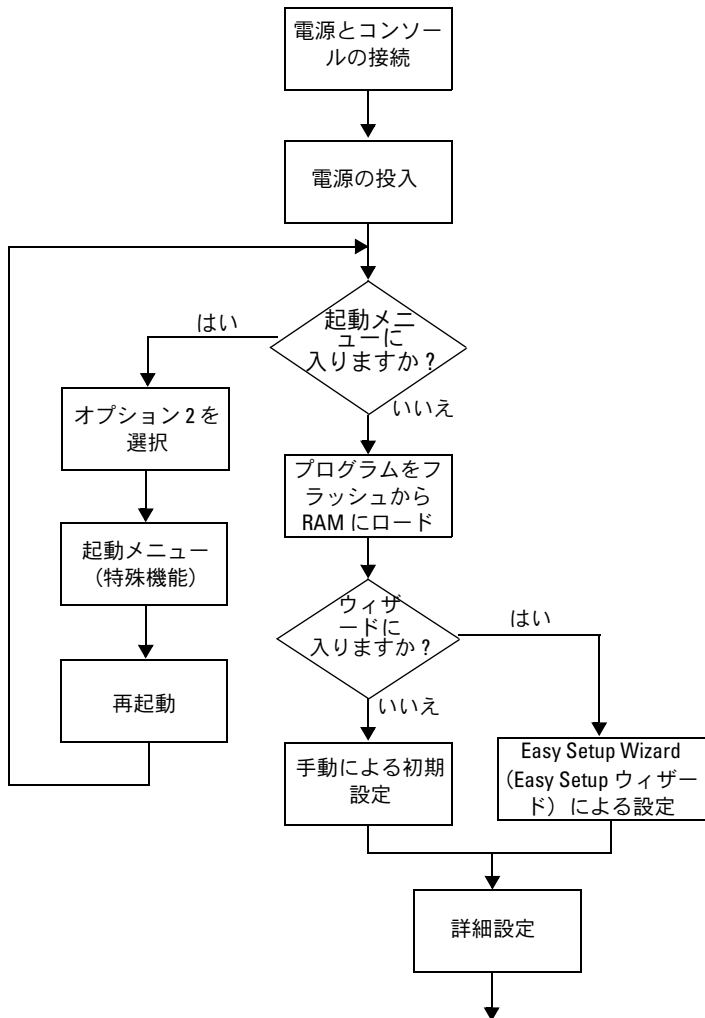 電源とコンソー
ルの接続
電源の投入
起動メニ
ューに
入りますか？
はい
いいえ
オプション 2 を
選択
プログラムをフ
ラッシュから
RAM にロード
起動メニュー
（特殊機能）
ウィザ
ードに
入りますか？
はい
いいえ
再起動
手動による初期
設定
Easy Setup Wizard
（Easy Setup ウィザー
ド）による設定
詳細設定